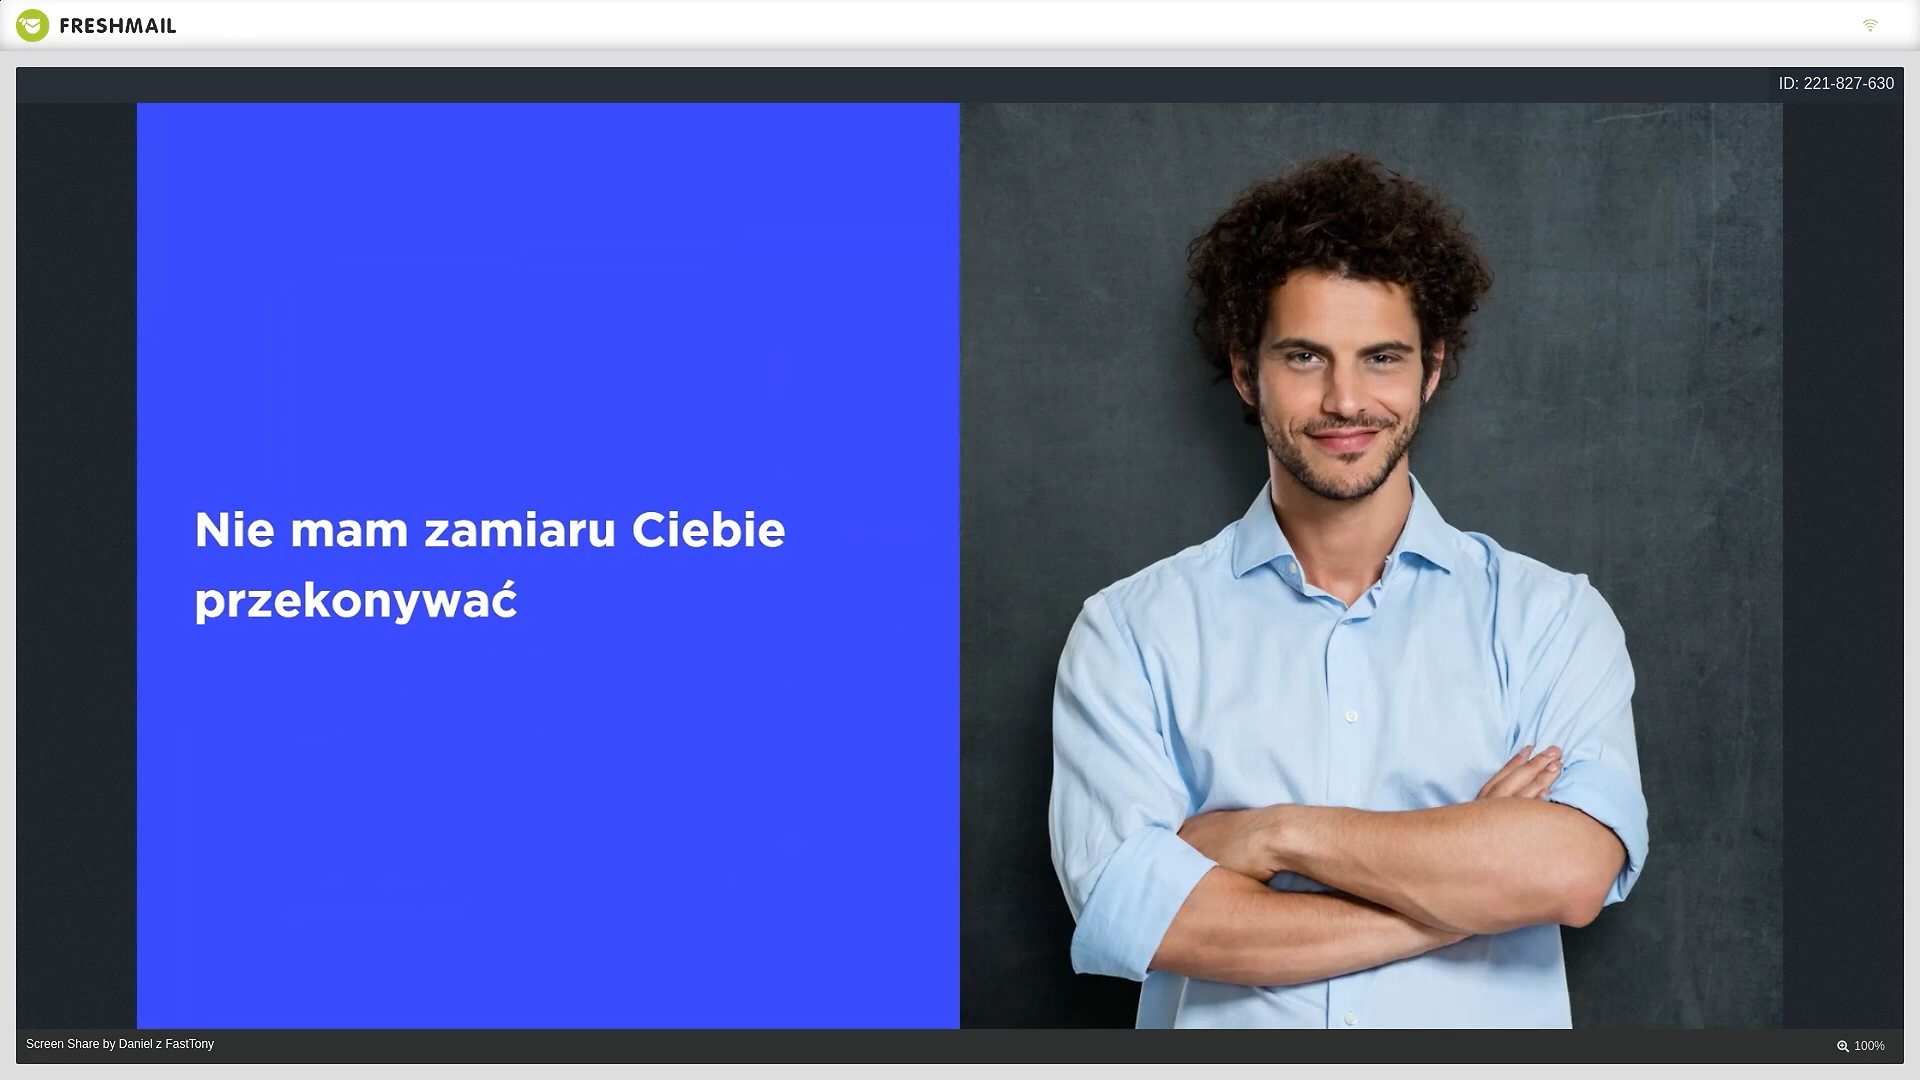 FRESHMAIL
ID: 221-827-630
Nie mam zamiaru Ciebie
przekonywać
Screen Share by Daniel z FastTony
100%